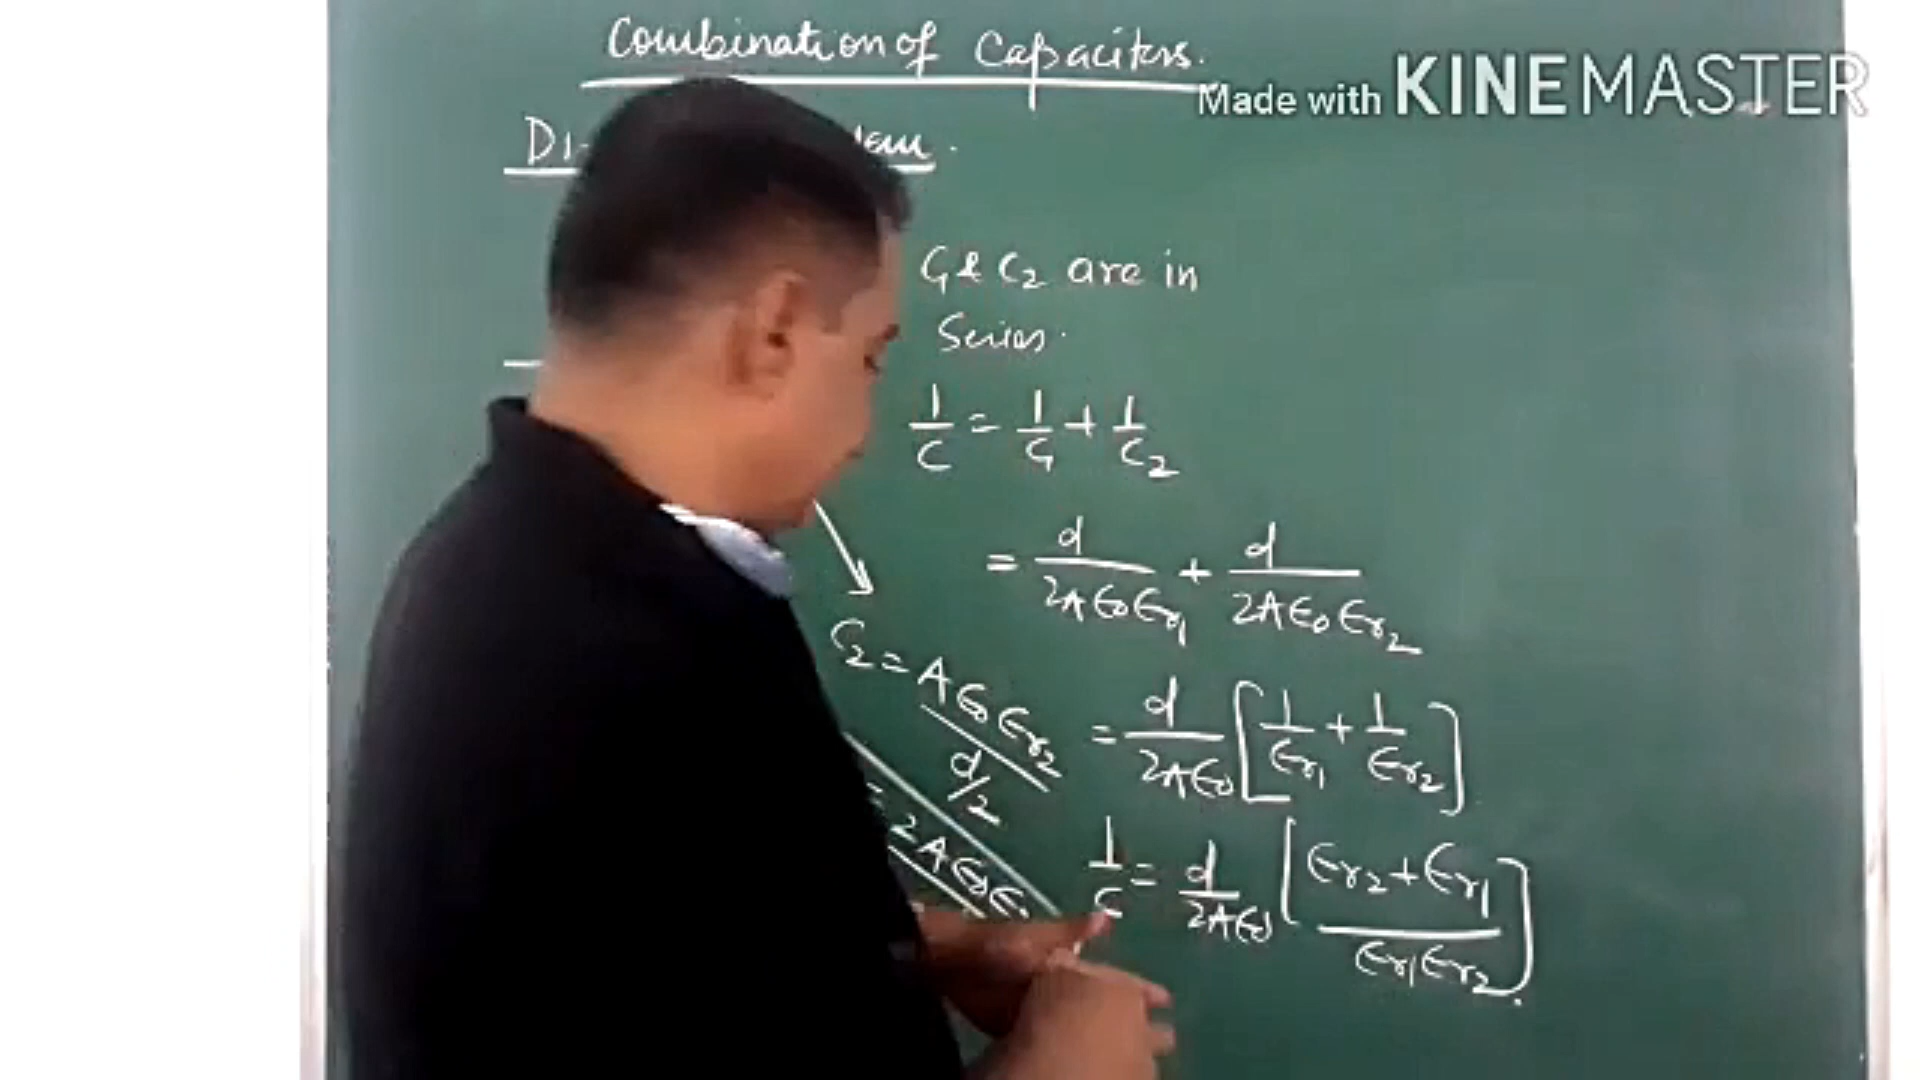 Combination of Capacitors.
Made with KINEMASTER
C1 & C2 are in
Series.
1/C = 1/C1 + 1/C2
= d/2Aϵ0ϵr1 + d/2Aϵ0ϵr2
C2 = Aϵ0ϵr2 / d/2
= d/2Aϵ0 [1/ϵr1 + 1/ϵr2]
= 2Aϵ0
1/C = d/2Aϵ0 [ϵr2 + ϵr1 / ϵr1ϵr2].